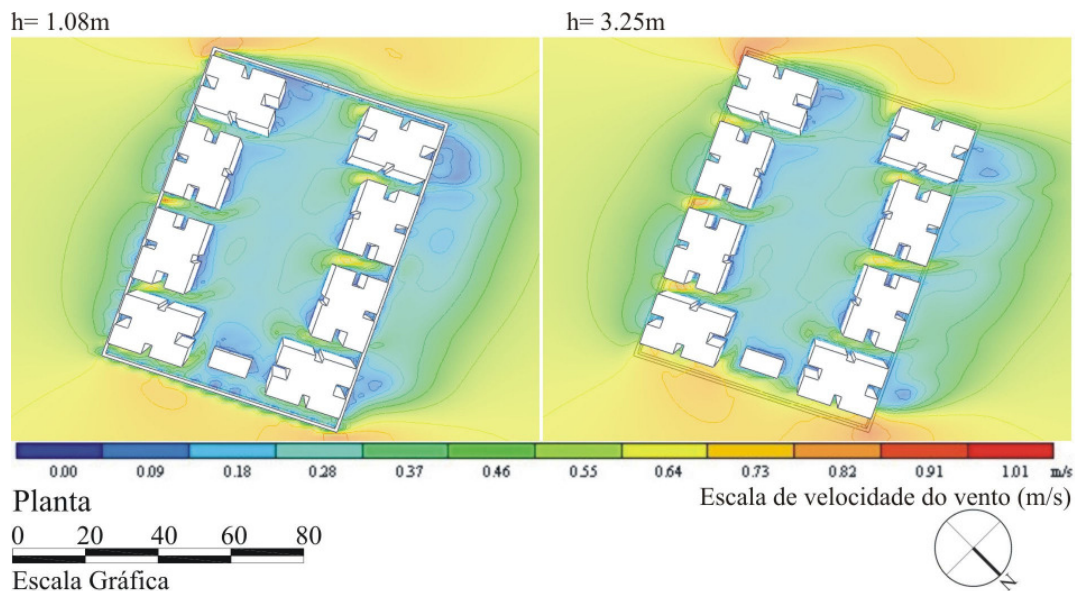 h= 1.08m
h= 3.25m
0.00 0.09 0.18 0.28 0.37 0.46 0.55 0.64 0.73 0.82 0.91 1.01 m/s
Planta
Escala de velocidade do vento (m/s)
0 20 40 60 80
Escala Gráfica
N